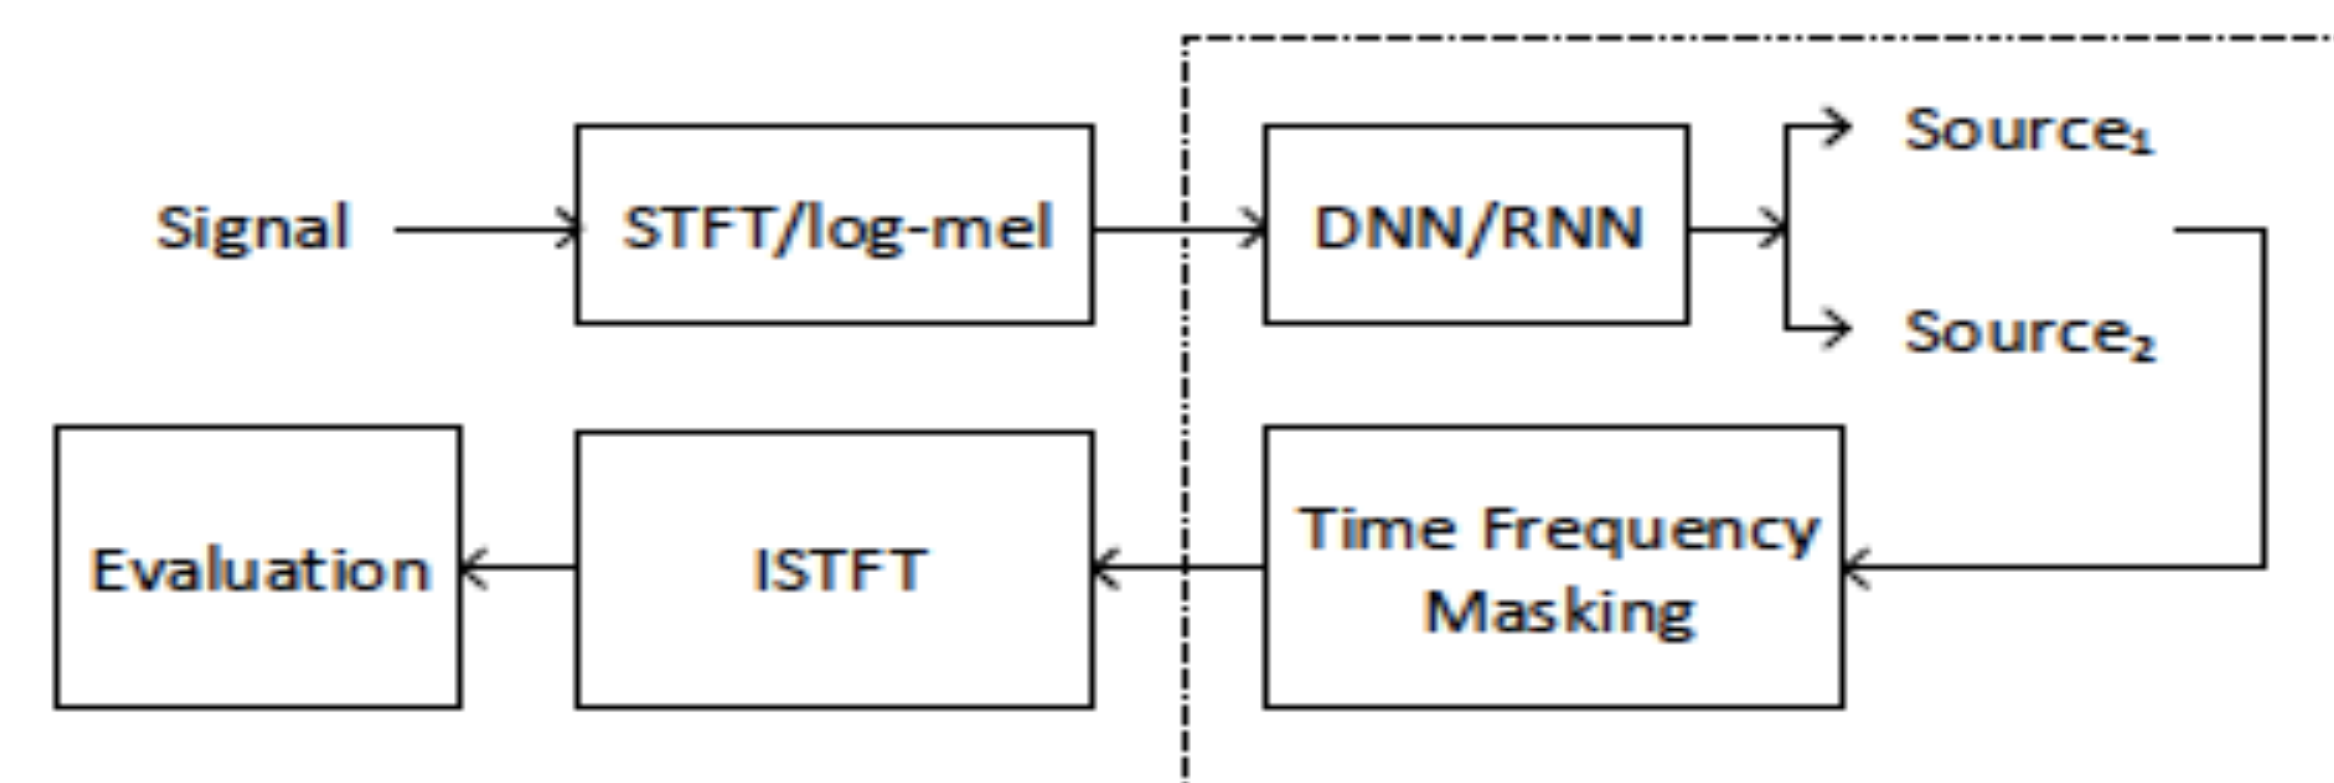 Signal
STFT/log-mel
DNN/RNN
Source₁
Source₂
Evaluation
ISTFT
Time Frequency
Masking